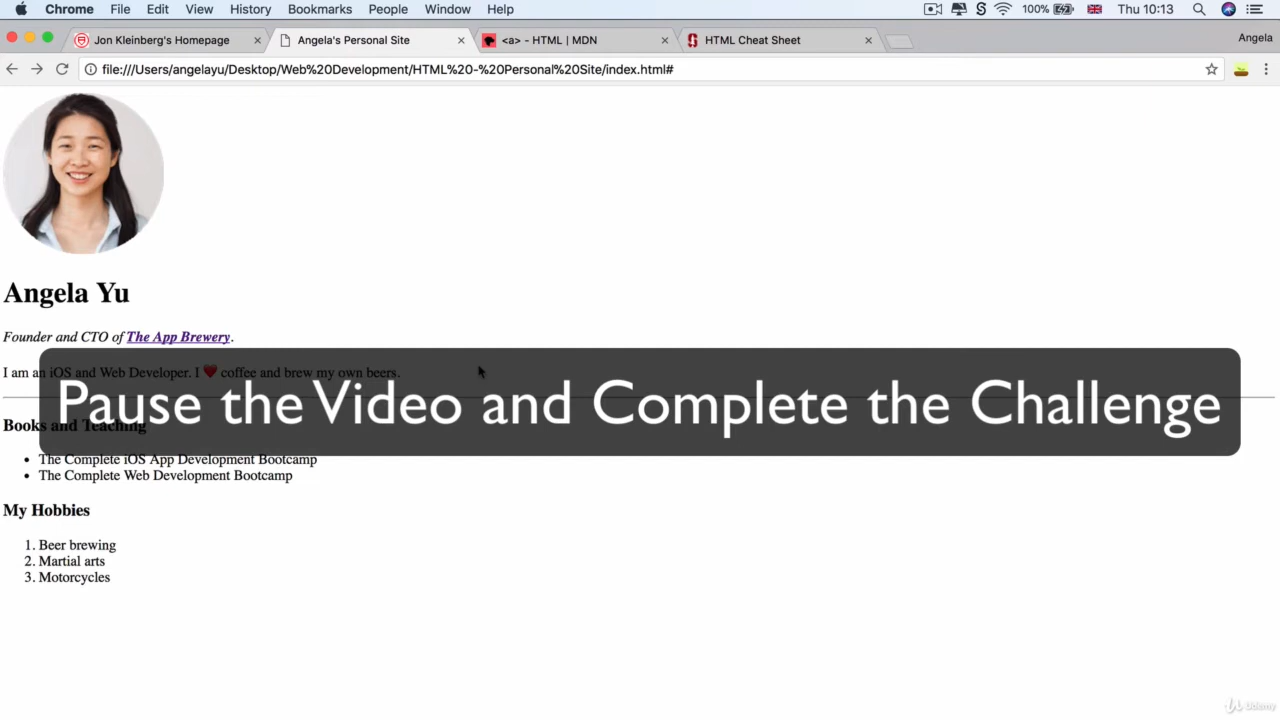 Chrome File Edit View History Bookmarks People Window Help 100% Thu 10:13
Jon Kleinberg's Homepage Angela's Personal Site <a> - HTML | MDN HTML Cheat Sheet Angela
file:///Users/angelayu/Desktop/Web%20Development/HTML%20-%20Personal%20Site/index.html#
Angela Yu
Founder and CTO of The App Brewery.
I am an iOS and Web Developer. I ❤️ coffee and brew my own beers.
Pause the Video and Complete the Challenge
Books and Teaching
• The Complete iOS App Development Bootcamp
• The Complete Web Development Bootcamp
My Hobbies
1. Beer brewing
2. Martial arts
3. Motorcycles
Udemy